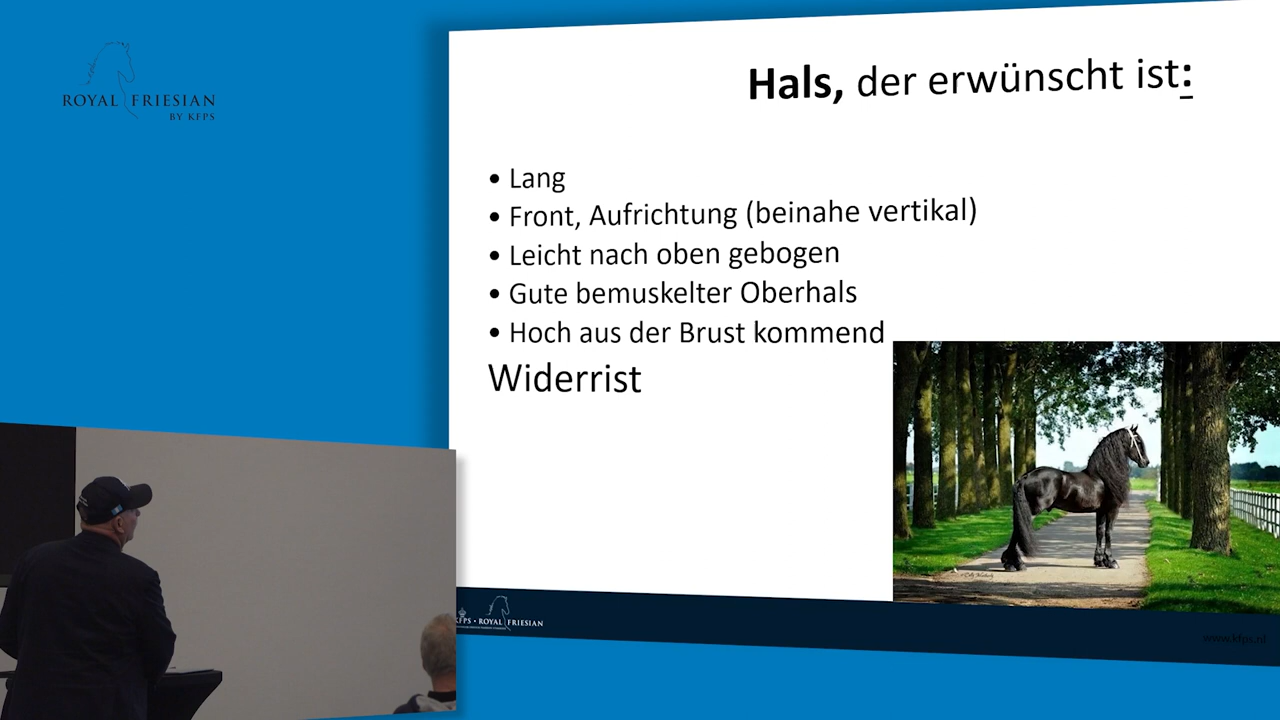 ROYAL FRIESIAN
BY KFPS
Hals, der erwünscht ist:
• Lang
• Front, Aufrichtung (beinahe vertikal)
• Leicht nach oben gebogen
• Gute bemuskelter Oberhals
• Hoch aus der Brust kommend
Widerrist
KFPS • ROYAL FRIESIAN
www.kfps.nl